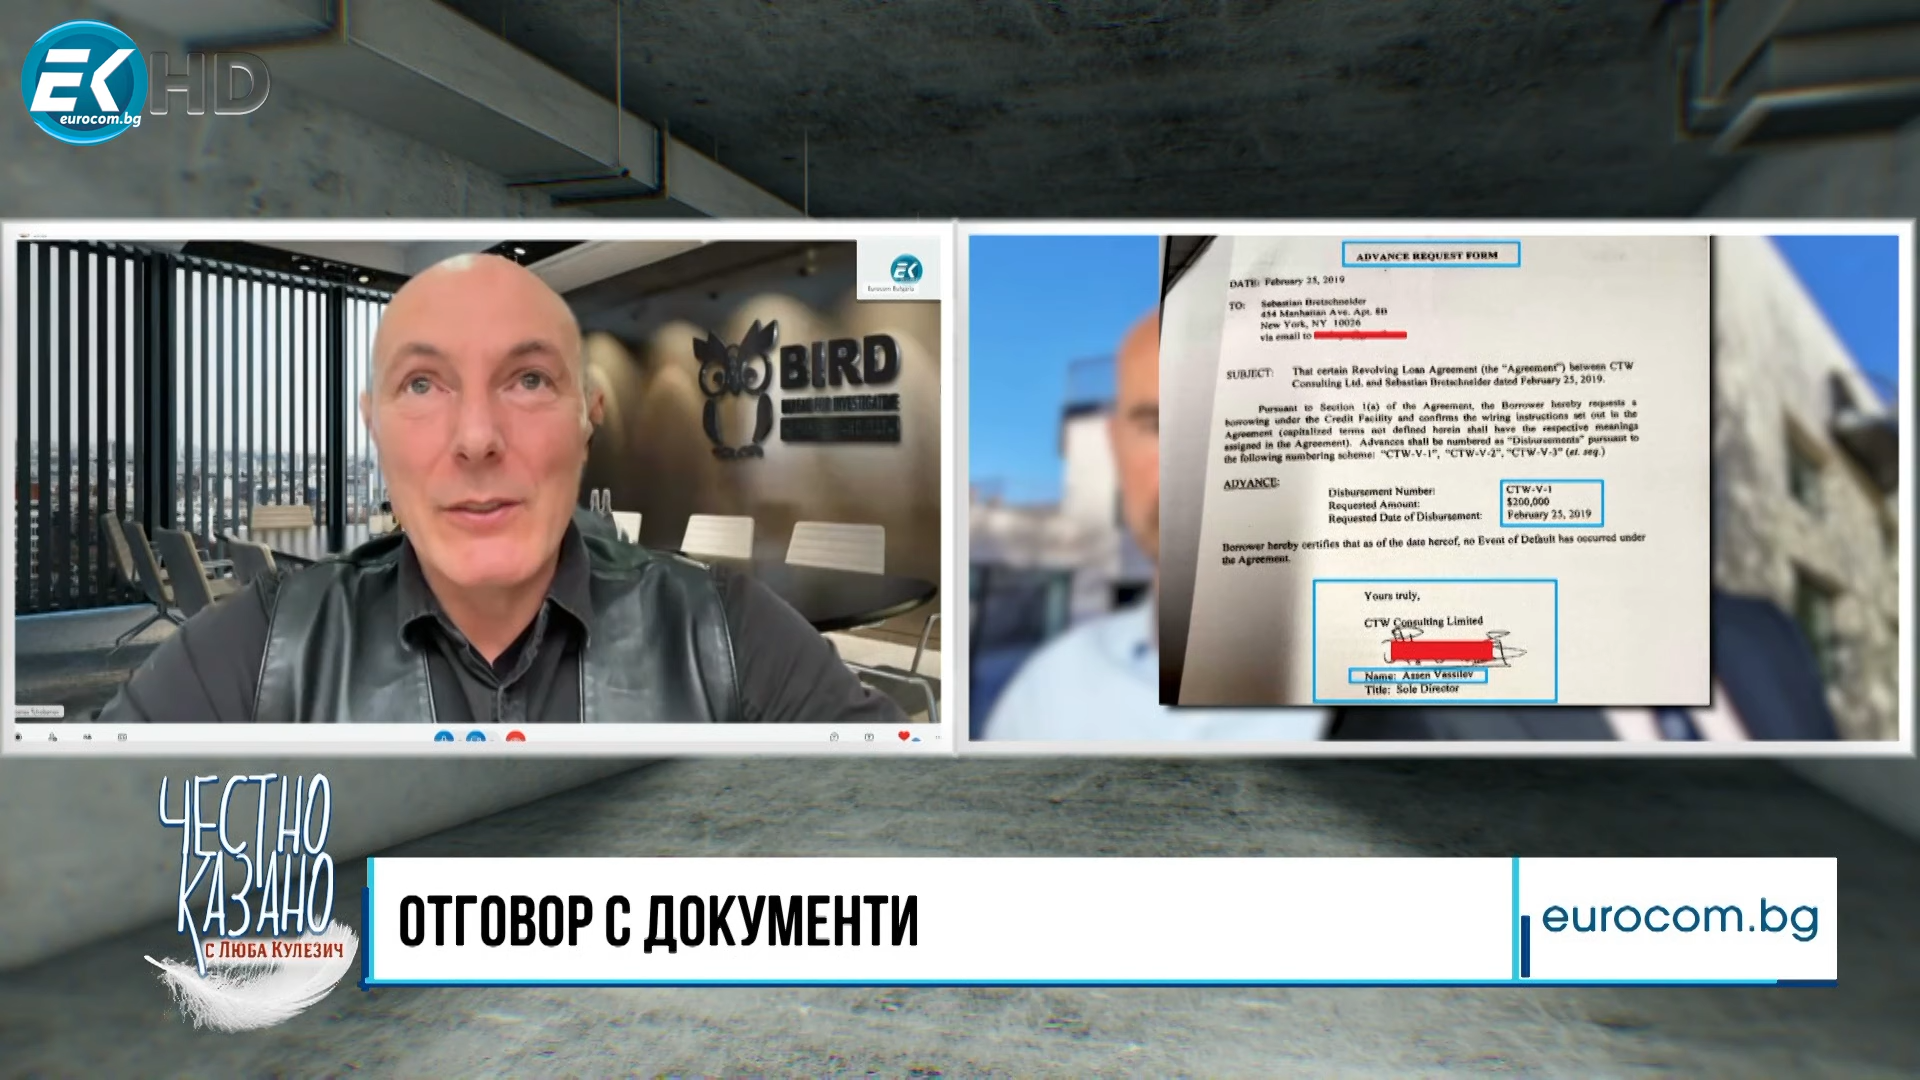 EK HD
eurocom.bg
EK
Eurocom Bulgaria
BIRD
ADVANCE REQUEST FORM
DATE: February 25, 2019
TO: Sebastian Bretschneider
454 Manhattan Ave. Apt. 8D
New York, NY 10026
via email to
SUBJECT: That certain Revolving Loan Agreement (the "Agreement") between CTW
Consulting Ltd. and Sebastian Bretschneider dated February 25, 2019.
Pursuant to Section 1(a) of the Agreement, the Borrower hereby requests a
borrowing under the Credit Facility and confirms the wiring instructions set out in the
Agreement (capitalized terms not defined herein shall have the respective meanings
assigned in the Agreement). Advances shall be numbered as "Disbursements" pursuant to
the following numbering scheme: "CTW-V-1", "CTW-V-2", "CTW-V-3" (et. seq.)
ADVANCE:
Disbursement Number: CTW-V-1
Requested Amount: $200,000
Requested Date of Disbursement: February 25, 2019
Borrower hereby certifies that as of the date hereof, no Event of Default has occurred under
the Agreement.
Yours truly,
CTW Consulting Limited
Name: Assen Vassilev
Title: Sole Director
ЧЕСТНО
КАЗАНО
с Люба Кулезич
ОТГОВОР С ДОКУМЕНТИ
eurocom.bg